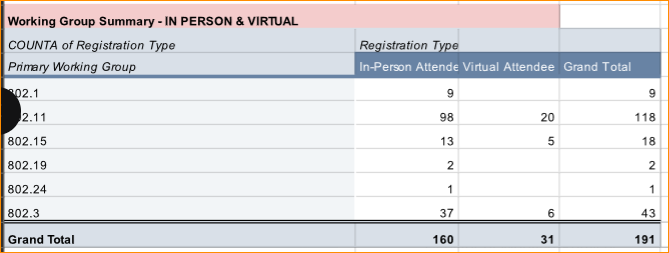 Working Group Summary - IN PERSON & VIRTUAL
COUNTA of Registration Type Registration Type
Primary Working Group In-Person Attende Virtual Attendee Grand Total
02.1 9 9
2.11 98 20 118
802.15 13 5 18
802.19 2 2
802.24 1 1
802.3 37 6 43
Grand Total 160 31 191